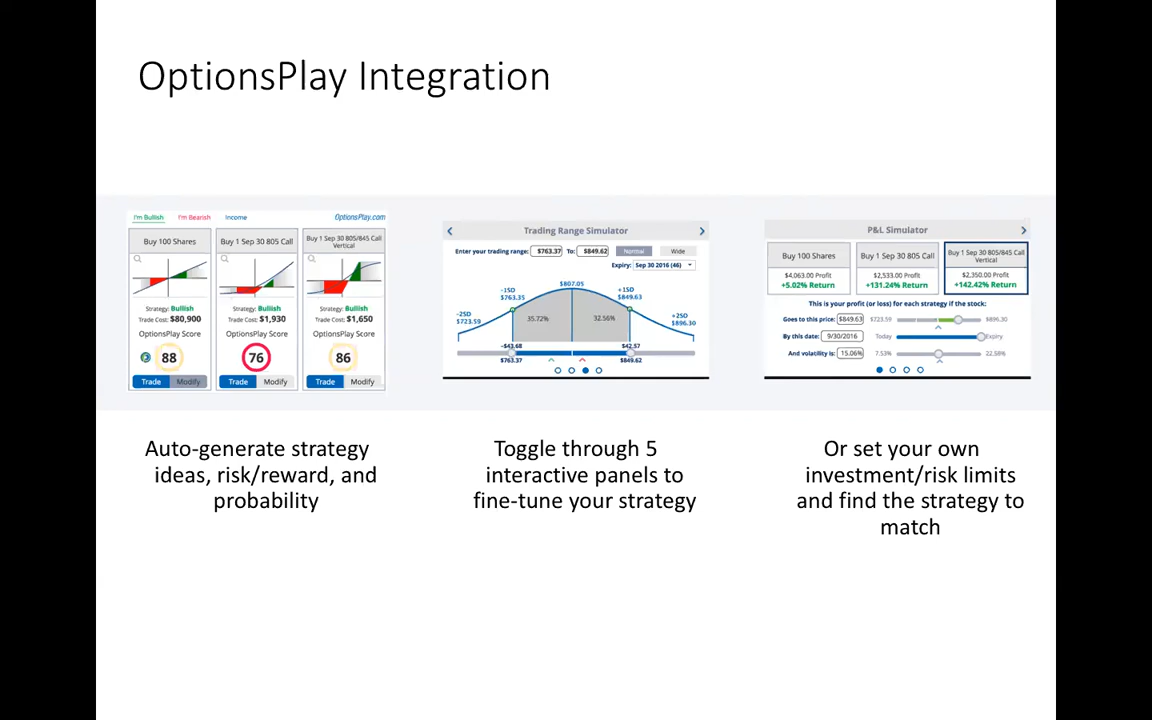 OptionsPlay Integration
I'm Bullish I'm Bearish Income OptionsPlay.com
Buy 100 Shares
Strategy: Bullish
Trade Cost: $80,900
OptionsPlay Score
88
Trade Modify
Buy 1 Sep 30 805 Call
Strategy: Bullish
Trade Cost: $1,930
OptionsPlay Score
76
Trade Modify
Buy 1 Sep 30 805/845 Call
Vertical
Strategy: Bullish
Trade Cost: $1,650
OptionsPlay Score
86
Trade Modify
Auto-generate strategy
ideas, risk/reward, and
probability
Trading Range Simulator
Enter your trading range: $763.37 To: $849.62 Normal Wide
Expiry: Sep 30 2016 (46)
$807.05
-1SD
$763.35
+1SD
$849.63
-2SD
$723.59
+2SD
$896.30
35.72%
32.56%
-$43.68
$42.57
$763.37
$849.62
Toggle through 5
interactive panels to
fine-tune your strategy
P&L Simulator
Buy 100 Shares
$4,063.00 Profit
+5.02% Return
Buy 1 Sep 30 805 Call
$2,533.00 Profit
+131.24% Return
Buy 1 Sep 30 805/845 Call
Vertical
$2,350.00 Profit
+142.42% Return
This is your profit (or loss) for each strategy if the stock:
Goes to this price: $849.63 $723.59 $896.30
By this date: 9/30/2016 Today Expiry
And volatility is: 15.06% 7.53% 22.58%
Or set your own
investment/risk limits
and find the strategy to
match